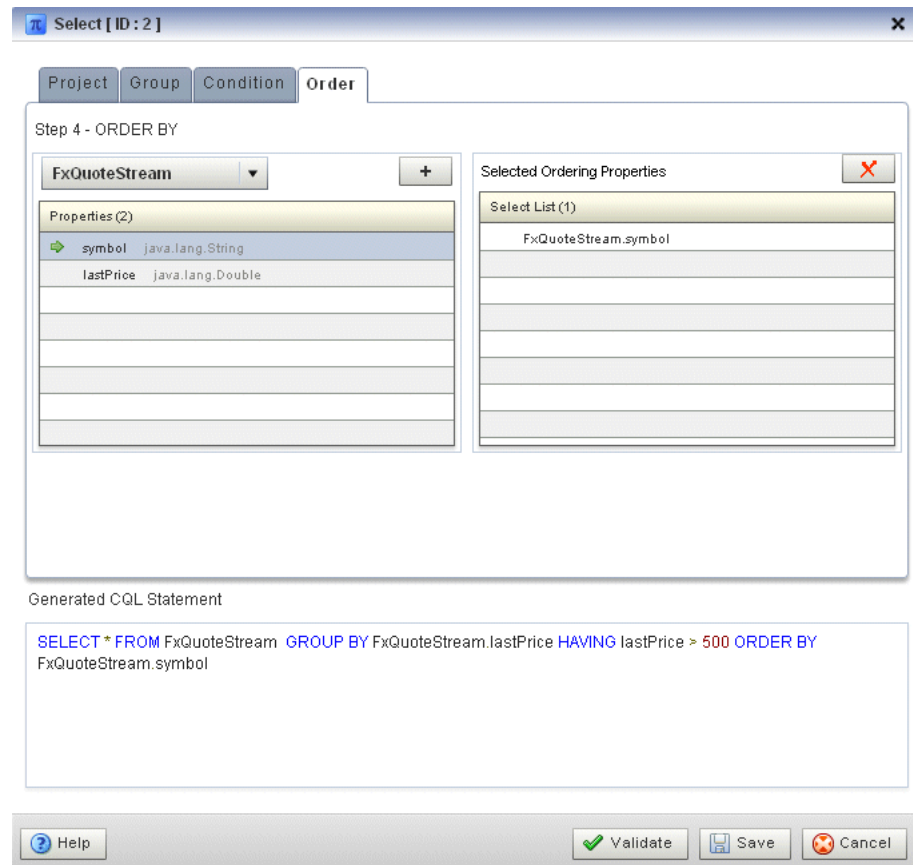 π Select [ ID : 2 ]
Project Group Condition Order
Step 4 - ORDER BY
FxQuoteStream
+
Selected Ordering Properties
Properties (2)
symbol java.lang.String
lastPrice java.lang.Double
Select List (1)
FxQuoteStream.symbol
Generated CQL Statement
SELECT * FROM FxQuoteStream GROUP BY FxQuoteStream.lastPrice HAVING lastPrice > 500 ORDER BY
FxQuoteStream.symbol
? Help Validate Save Cancel